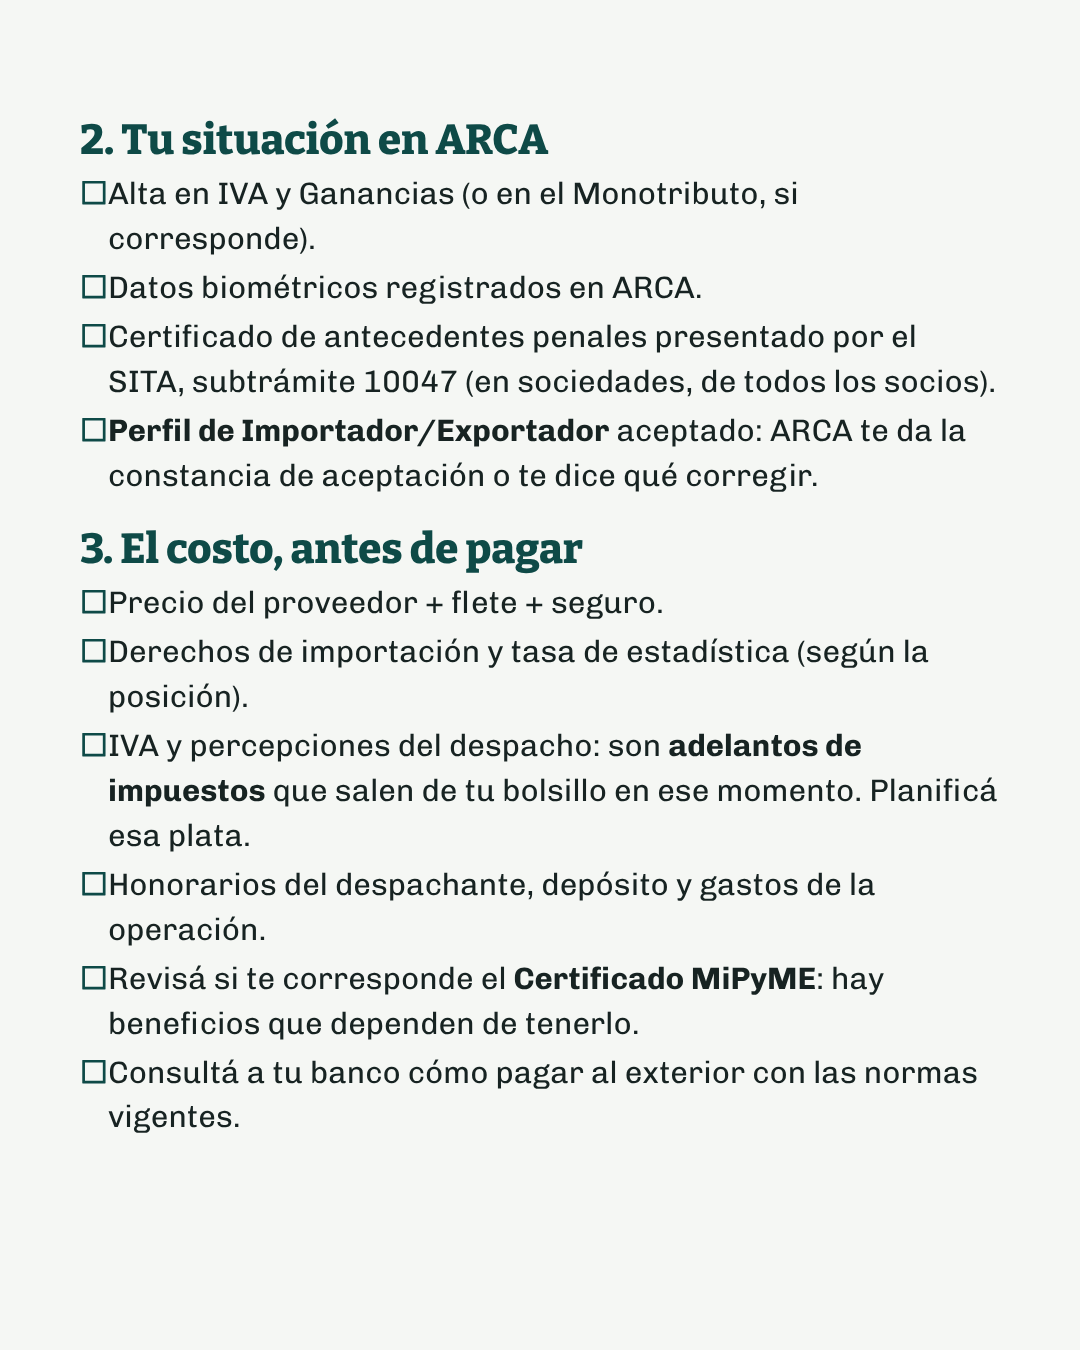 2. Tu situación en ARCA
☐Alta en IVA y Ganancias (o en el Monotributo, si
corresponde).
☐Datos biométricos registrados en ARCA.
☐Certificado de antecedentes penales presentado por el
SITA, subtrámite 10047 (en sociedades, de todos los socios).
☐Perfil de Importador/Exportador aceptado: ARCA te da la
constancia de aceptación o te dice qué corregir.
3. El costo, antes de pagar
☐Precio del proveedor + flete + seguro.
☐Derechos de importación y tasa de estadística (según la
posición).
☐IVA y percepciones del despacho: son adelantos de
impuestos que salen de tu bolsillo en ese momento. Planificá
esa plata.
☐Honorarios del despachante, depósito y gastos de la
operación.
☐Revisá si te corresponde el Certificado MiPyME: hay
beneficios que dependen de tenerlo.
☐Consultá a tu banco cómo pagar al exterior con las normas
vigentes.